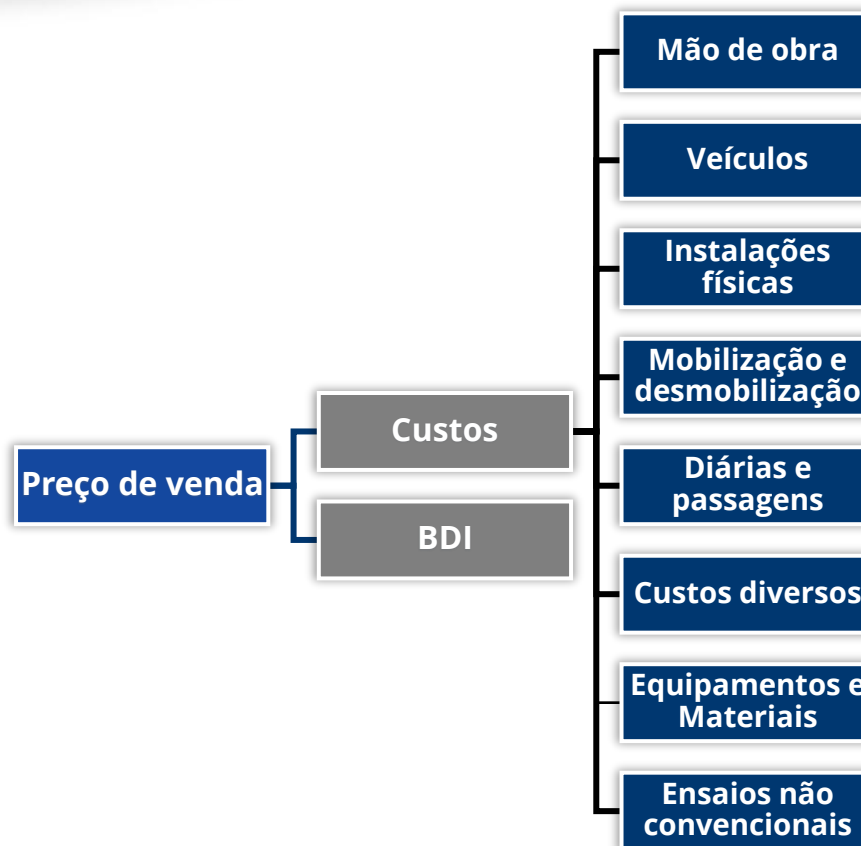 Mão de obra
Veículos
Instalações
físicas
Mobilização e
desmobilização
Custos
Diárias e
passagens
Preço de venda
BDI
Custos diversos
Equipamentos e
Materiais
Ensaios não
convencionais